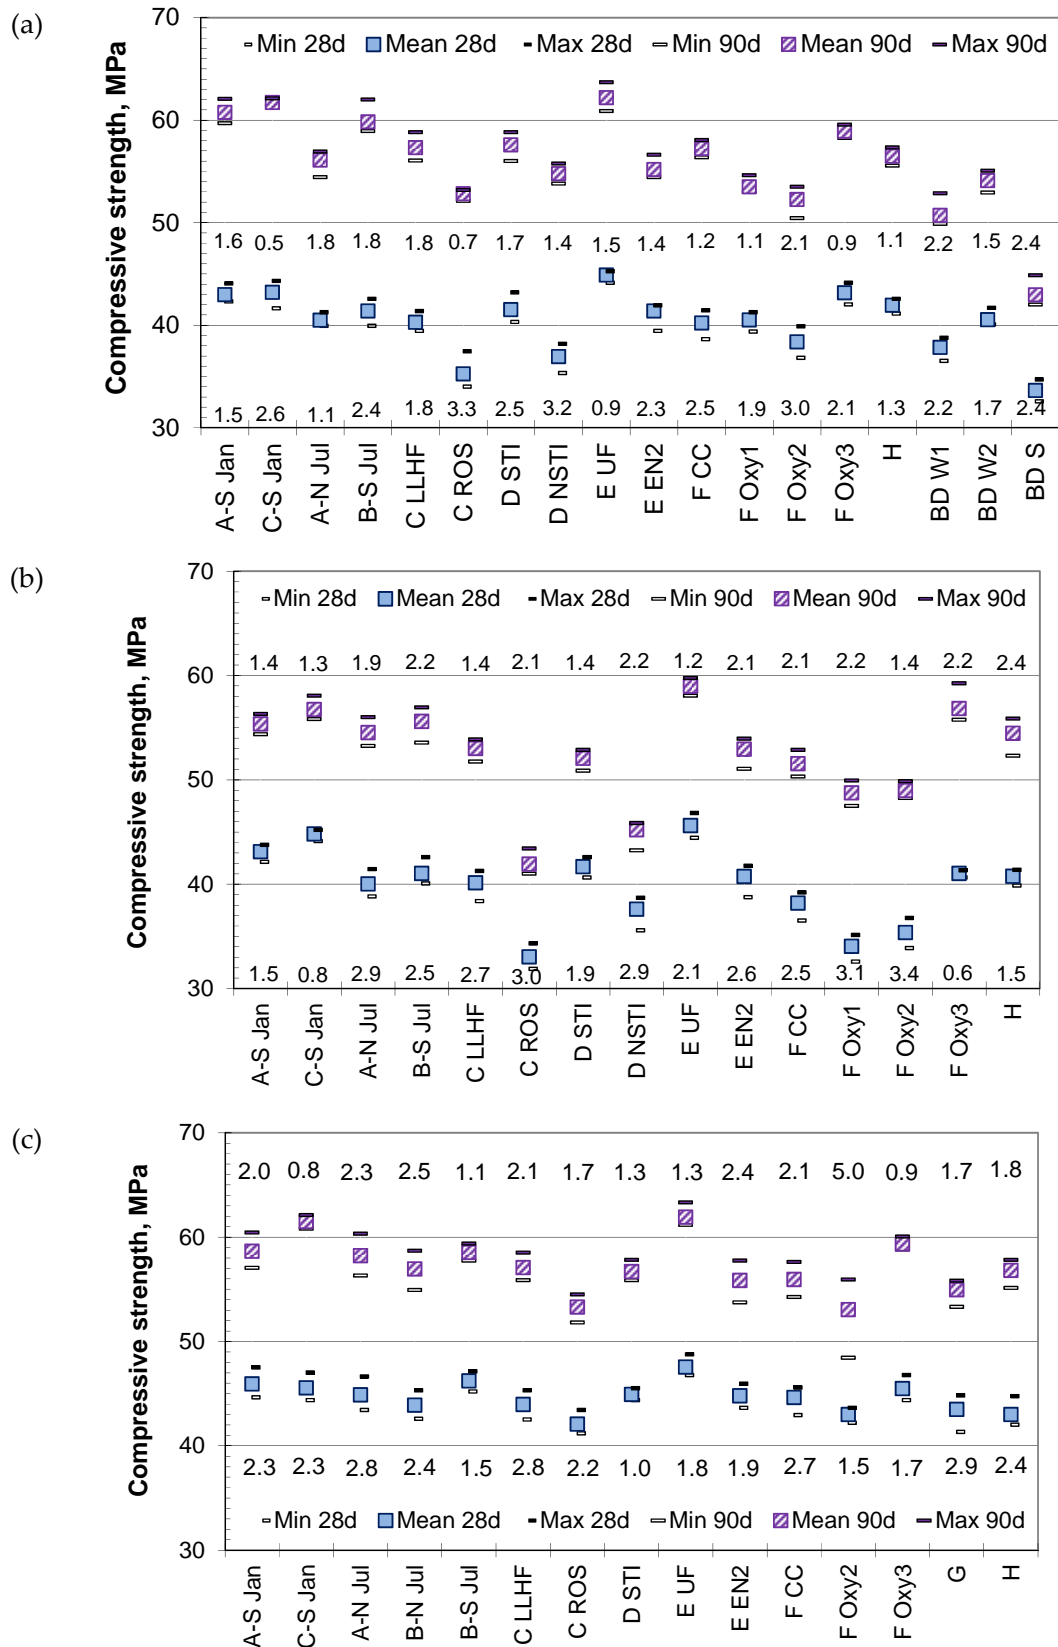 (a)
Compressive strength, MPa
70
60
50
40
30
Min 28d Mean 28d Max 28d Min 90d Mean 90d Max 90d
1.6 0.5 1.8 1.8 1.8 0.7 1.7 1.4 1.5 1.4 1.2 1.1 2.1 0.9 1.1 2.2 1.5 2.4
1.5 2.6 1.1 2.4 1.8 3.3 2.5 3.2 0.9 2.3 2.5 1.9 3.0 2.1 1.3 2.2 1.7 2.4
A-S Jan
C-S Jan
A-N Jul
B-S Jul
C LLHF
C ROS
D STI
D NSTI
E UF
E EN2
F CC
F Oxy1
F Oxy2
F Oxy3
H
BD W1
BD W2
BD S
(b)
Compressive strength, MPa
70
60
50
40
30
Min 28d Mean 28d Max 28d Min 90d Mean 90d Max 90d
1.4 1.3 1.9 2.2 1.4 2.1 1.4 2.2 1.2 2.1 2.1 2.2 1.4 2.2 2.4
1.5 0.8 2.9 2.5 2.7 3.0 1.9 2.9 2.1 2.6 2.5 3.1 3.4 0.6 1.5
A-S Jan
C-S Jan
A-N Jul
B-S Jul
C LLHF
C ROS
D STI
D NSTI
E UF
E EN2
F CC
F Oxy1
F Oxy2
F Oxy3
H
(c)
Compressive strength, MPa
70
60
50
40
30
2.0 0.8 2.3 2.5 1.1 2.1 1.7 1.3 1.3 2.4 2.1 5.0 0.9 1.7 1.8
2.3 2.3 2.8 2.4 1.5 2.8 2.2 1.0 1.8 1.9 2.7 1.5 1.7 2.9 2.4
Min 28d Mean 28d Max 28d Min 90d Mean 90d Max 90d
A-S Jan
C-S Jan
A-N Jul
B-N Jul
B-S Jul
C LLHF
C ROS
D STI
E UF
E EN2
F CC
F Oxy2
F Oxy3
G
H